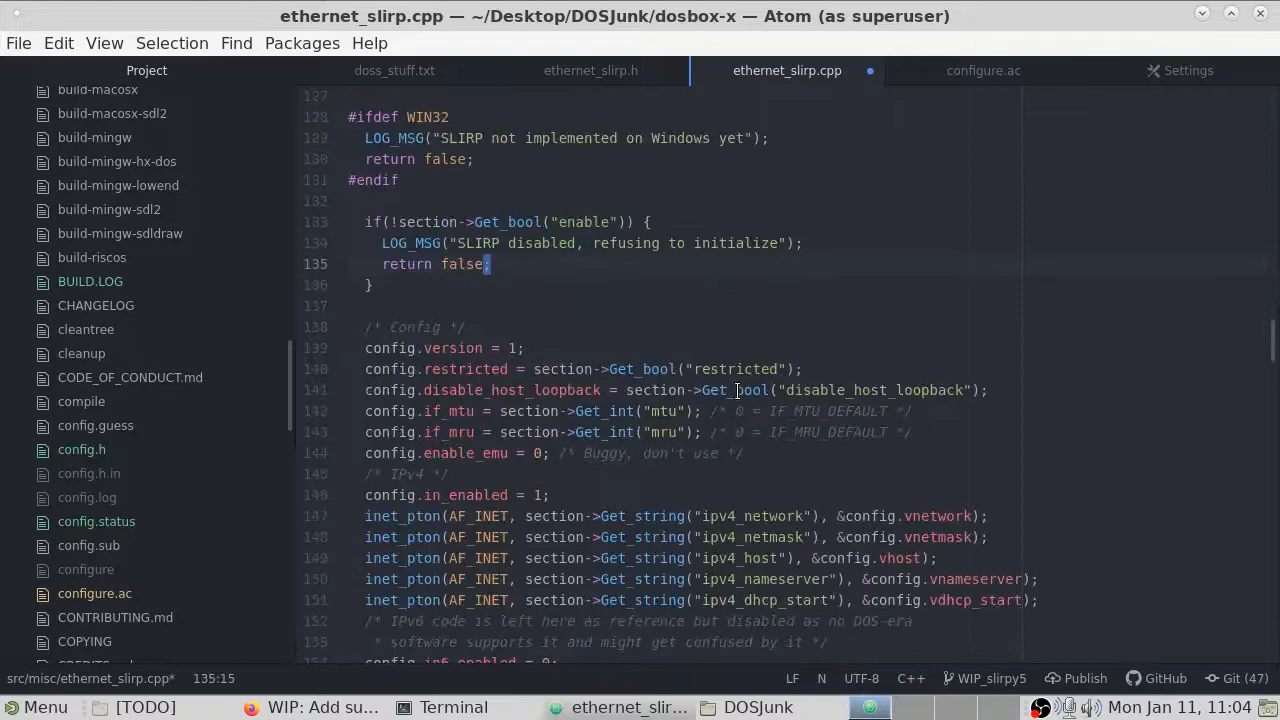 ethernet_slirp.cpp — ~/Desktop/DOSJunk/dosbox-x — Atom (as superuser)
File Edit View Selection Find Packages Help
Project
doss_stuff.txt ethernet_slirp.h ethernet_slirp.cpp configure.ac Settings
build-macosx
build-macosx-sdl2
build-mingw
build-mingw-hx-dos
build-mingw-lowend
build-mingw-sdl2
build-mingw-sdldraw
build-riscos
BUILD.LOG
CHANGELOG
cleantree
cleanup
CODE_OF_CONDUCT.md
compile
config.guess
config.h
config.h.in
config.log
config.status
config.sub
configure
configure.ac
CONTRIBUTING.md
COPYING
127
128 #ifdef WIN32
129 LOG_MSG("SLIRP not implemented on Windows yet");
130 return false;
131 #endif
132
133 if(!section->Get_bool("enable")) {
134 LOG_MSG("SLIRP disabled, refusing to initialize");
135 return false;
136 }
137
138 /* Config */
139 config.version = 1;
140 config.restricted = section->Get_bool("restricted");
141 config.disable_host_loopback = section->Get_bool("disable_host_loopback");
142 config.if_mtu = section->Get_int("mtu"); /* 0 = IF_MTU_DEFAULT */
143 config.if_mru = section->Get_int("mru"); /* 0 = IF_MRU_DEFAULT */
144 config.enable_emu = 0; /* Buggy, don't use */
145 /* IPv4 */
146 config.in_enabled = 1;
147 inet_pton(AF_INET, section->Get_string("ipv4_network"), &config.vnetwork);
148 inet_pton(AF_INET, section->Get_string("ipv4_netmask"), &config.vnetmask);
149 inet_pton(AF_INET, section->Get_string("ipv4_host"), &config.vhost);
150 inet_pton(AF_INET, section->Get_string("ipv4_nameserver"), &config.vnameserver);
151 inet_pton(AF_INET, section->Get_string("ipv4_dhcp_start"), &config.vdhcp_start);
152 /* IPv6 code is left here as reference but disabled as no DOS-era
153 * software supports it and might get confused by it */
config.in6_enabled = 0;
src/misc/ethernet_slirp.cpp* 135:15 LF N UTF-8 C++ WIP_slirpy5 Publish GitHub Git (47)
Menu [TODO] WIP: Add su... Terminal ethernet_slir... DOSJunk Mon Jan 11, 11:04